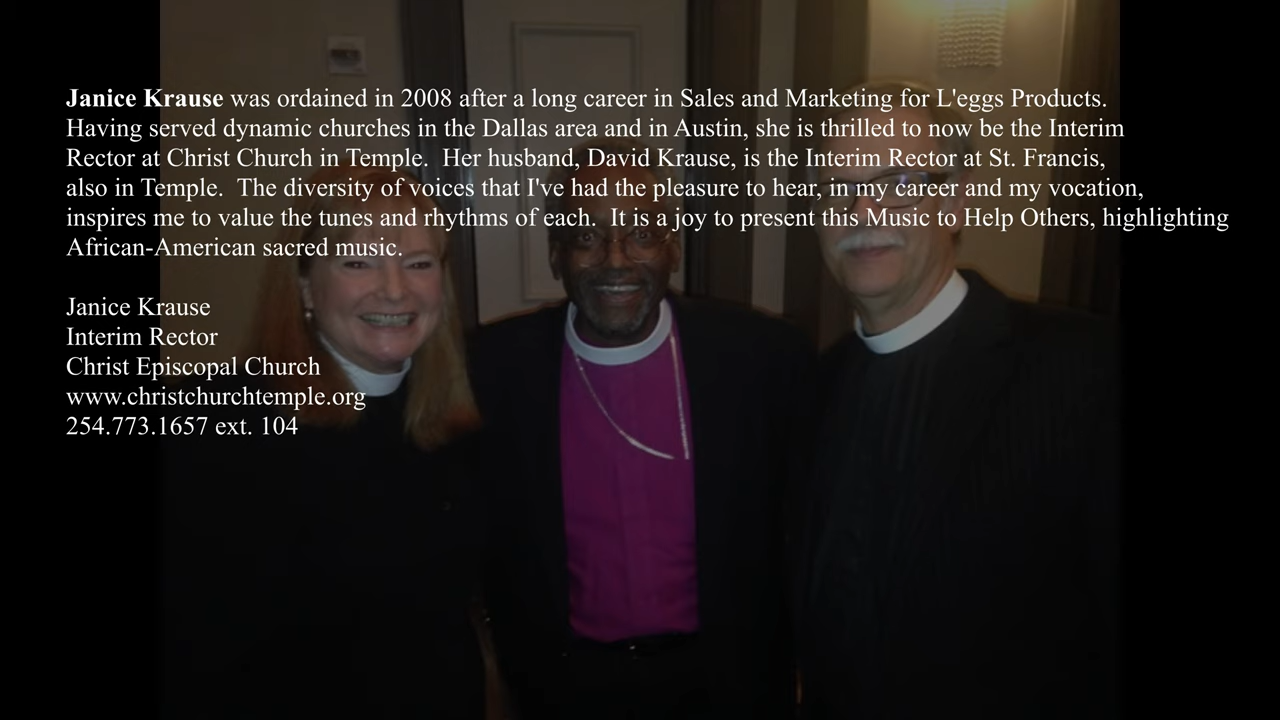 Janice Krause was ordained in 2008 after a long career in Sales and Marketing for L'eggs Products.
Having served dynamic churches in the Dallas area and in Austin, she is thrilled to now be the Interim
Rector at Christ Church in Temple.  Her husband, David Krause, is the Interim Rector at St. Francis,
also in Temple.  The diversity of voices that I've had the pleasure to hear, in my career and my vocation,
inspires me to value the tunes and rhythms of each.  It is a joy to present this Music to Help Others, highlighting
African-American sacred music.
Janice Krause
Interim Rector
Christ Episcopal Church
www.christchurchtemple.org
254.773.1657 ext. 104